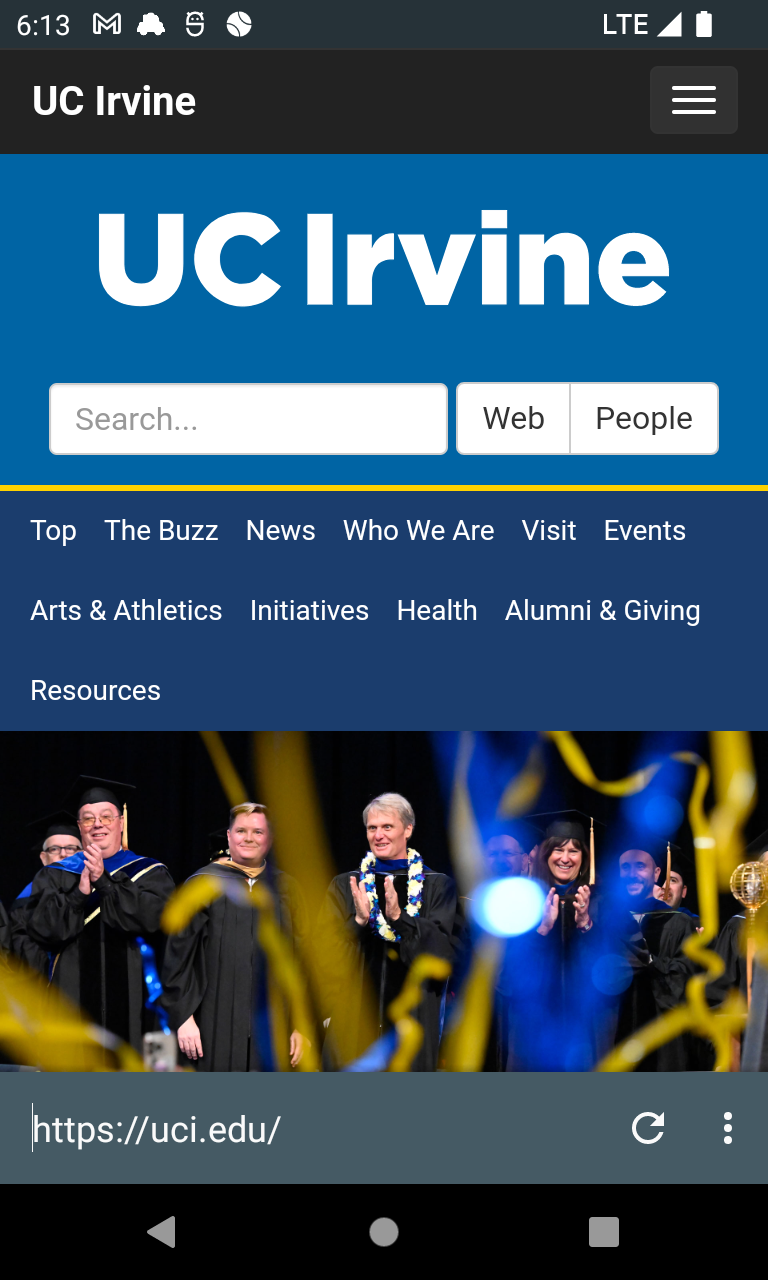 6:13 LTE
UC Irvine
UC Irvine
Search... Web People
Top The Buzz News Who We Are Visit Events
Arts & Athletics Initiatives Health Alumni & Giving
Resources
https://uci.edu/